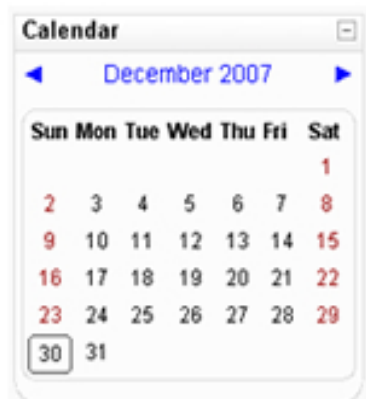 Calendar
December 2007
Sun Mon Tue Wed Thu Fri Sat
1
2 3 4 5 6 7 8
9 10 11 12 13 14 15
16 17 18 19 20 21 22
23 24 25 26 27 28 29
30 31